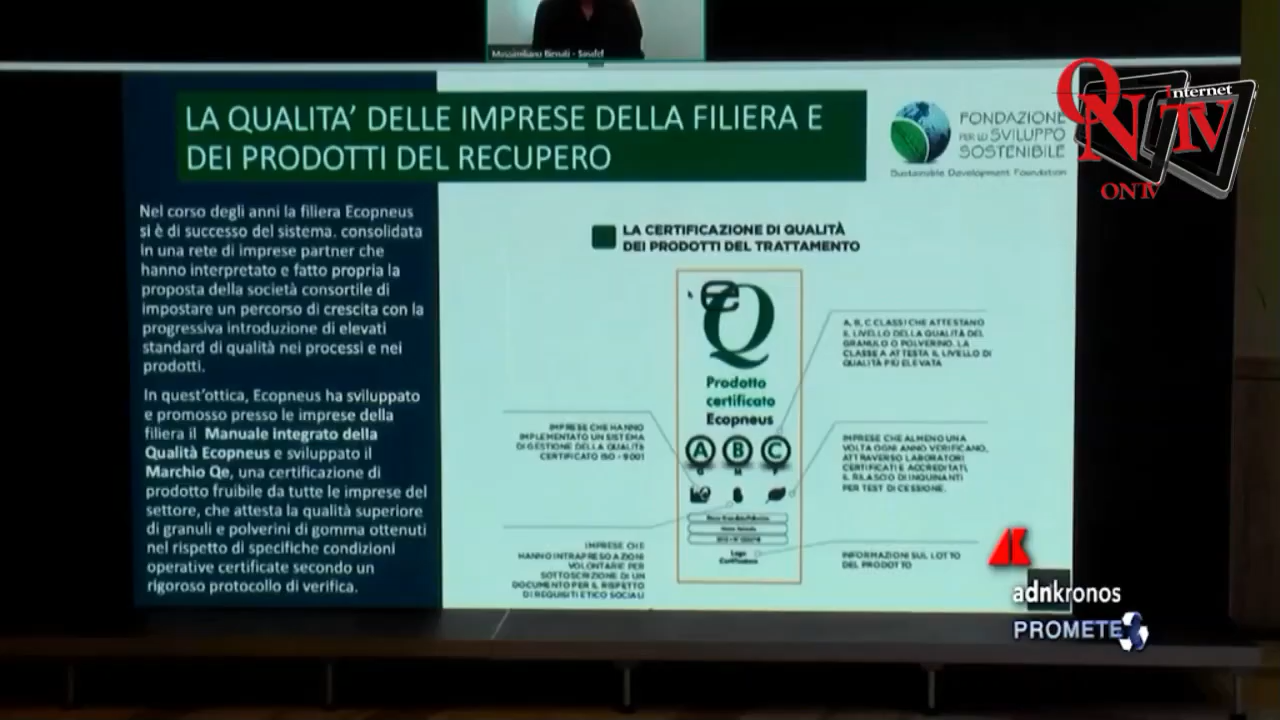 Massimiliano Bienati - Susdef
LA QUALITA' DELLE IMPRESE DELLA FILIERA E
DEI PRODOTTI DEL RECUPERO
FONDAZIONE
PER LO SVILUPPO
SOSTENIBILE
Sustainable Development Foundation
Internet
ON TV
ONTV
Nel corso degli anni la filiera Ecopneus
si è di successo del sistema. consolidata
in una rete di imprese partner che
hanno interpretato e fatto propria la
proposta della società consortile di
impostare un percorso di crescita con la
progressiva introduzione di elevati
standard di qualità nei processi e nei
prodotti.
In quest'ottica, Ecopneus ha sviluppato
e promosso presso le imprese della
filiera il Manuale integrato della
Qualità Ecopneus e sviluppato il
Marchio Qe, una certificazione di
prodotto fruibile da tutte le imprese del
settore, che attesta la qualità superiore
di granuli e polverini di gomma ottenuti
nel rispetto di specifiche condizioni
operative certificate secondo un
rigoroso protocollo di verifica.
LA CERTIFICAZIONE DI QUALITÀ
DEI PRODOTTI DEL TRATTAMENTO
Prodotto
certificato
Ecopneus
A B C
G M P
Logo
Certificatore
A, B, C CLASSI CHE ATTESTANO
IL LIVELLO DELLA QUALITÀ DEL
GRANULO O POLVERINO. LA
CLASSE A ATTESTA IL LIVELLO DI
QUALITÀ PIÙ ELEVATA
IMPRESE CHE HANNO
IMPLEMENTATO UN SISTEMA
DI GESTIONE DELLA QUALITÀ
CERTIFICATO ISO - 9001
IMPRESE CHE ALMENO UNA
VOLTA OGNI ANNO VERIFICANO,
ATTRAVERSO LABORATORI
CERTIFICATI E ACCREDITATI,
IL RILASCIO DI INQUINANTI
PER TEST DI CESSIONE.
IMPRESE CHE
HANNO INTRAPRESO AZIONI
VOLONTARIE PER
SOTTOSCRIZIONE DI UN
DOCUMENTO PER IL RISPETTO
DI REQUISITI ETICO SOCIALI
INFORMAZIONI SUL LOTTO
DEL PRODOTTO
adnkronos
PROMETEO